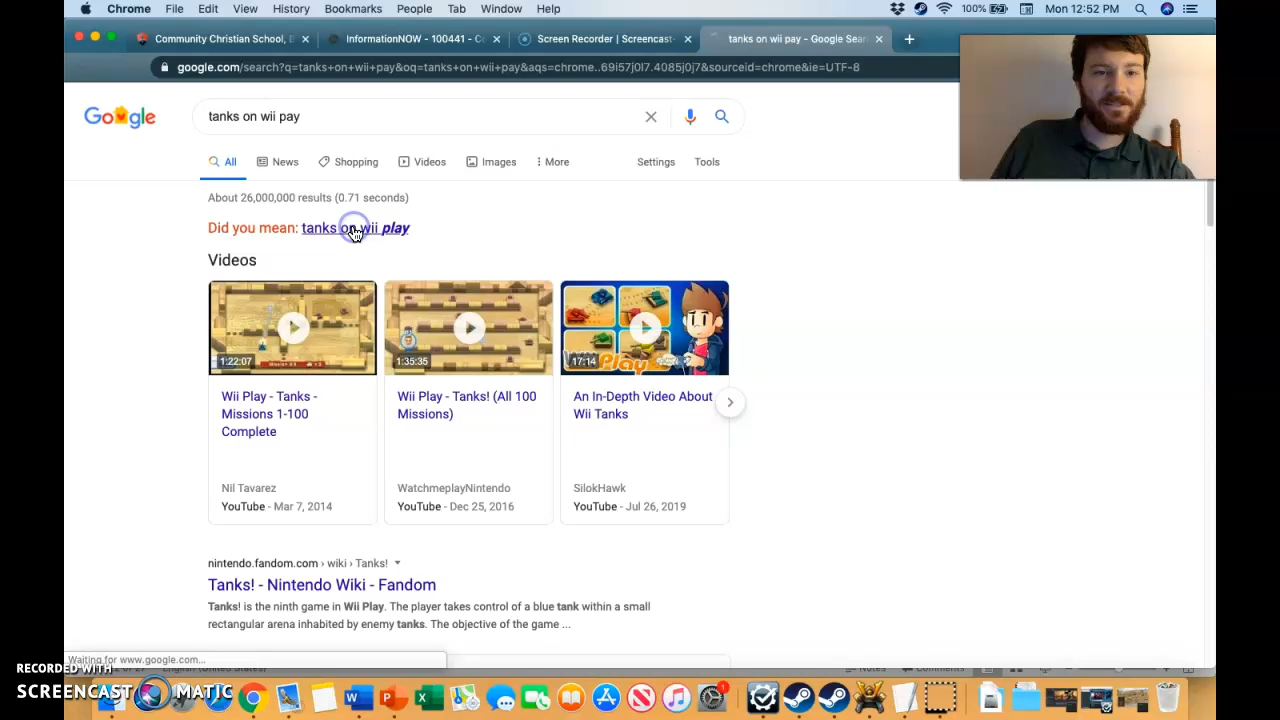 Chrome File Edit View History Bookmarks People Tab Window Help 100% Mon 12:52 PM
Community Christian School, InformationNOW - 100441 - C Screen Recorder | Screencast- tanks on wii pay - Google Sear
google.com/search?q=tanks+on+wii+pay&oq=tanks+on+wii+pay&aqs=chrome..69i57j0l7.4085j0j7&sourceid=chrome&ie=UTF-8
Google tanks on wii pay
All News Shopping Videos Images More Settings Tools
About 26,000,000 results (0.71 seconds)
Did you mean: tanks on wii play
Videos
1:22:07 1:35:35 17:14
Wii Play - Tanks - Missions 1-100 Complete
Nil Tavarez
YouTube - Mar 7, 2014
Wii Play - Tanks! (All 100 Missions)
WatchmeplayNintendo
YouTube - Dec 25, 2016
Wii Play
An In-Depth Video About Wii Tanks
SilokHawk
YouTube - Jul 26, 2019
nintendo.fandom.com › wiki › Tanks!
Tanks! - Nintendo Wiki - Fandom
Tanks! is the ninth game in Wii Play. The player takes control of a blue tank within a small
rectangular arena inhabited by enemy tanks. The objective of the game ...
Waiting for www.google.com...
RECORDED WITH
SCREENCAST MATIC